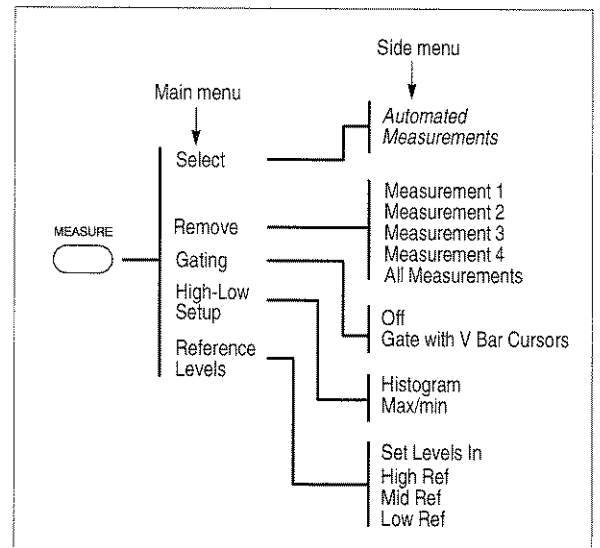 Side menu
Main menu
Automated
Measurements
Select
Measurement 1
Measurement 2
Measurement 3
Measurement 4
All Measurements
MEASURE
Remove
Gating
High-Low
Setup
Reference
Levels
Off
Gate with V Bar Cursors
Histogram
Max/min
Set Levels In
High Ref
Mid Ref
Low Ref